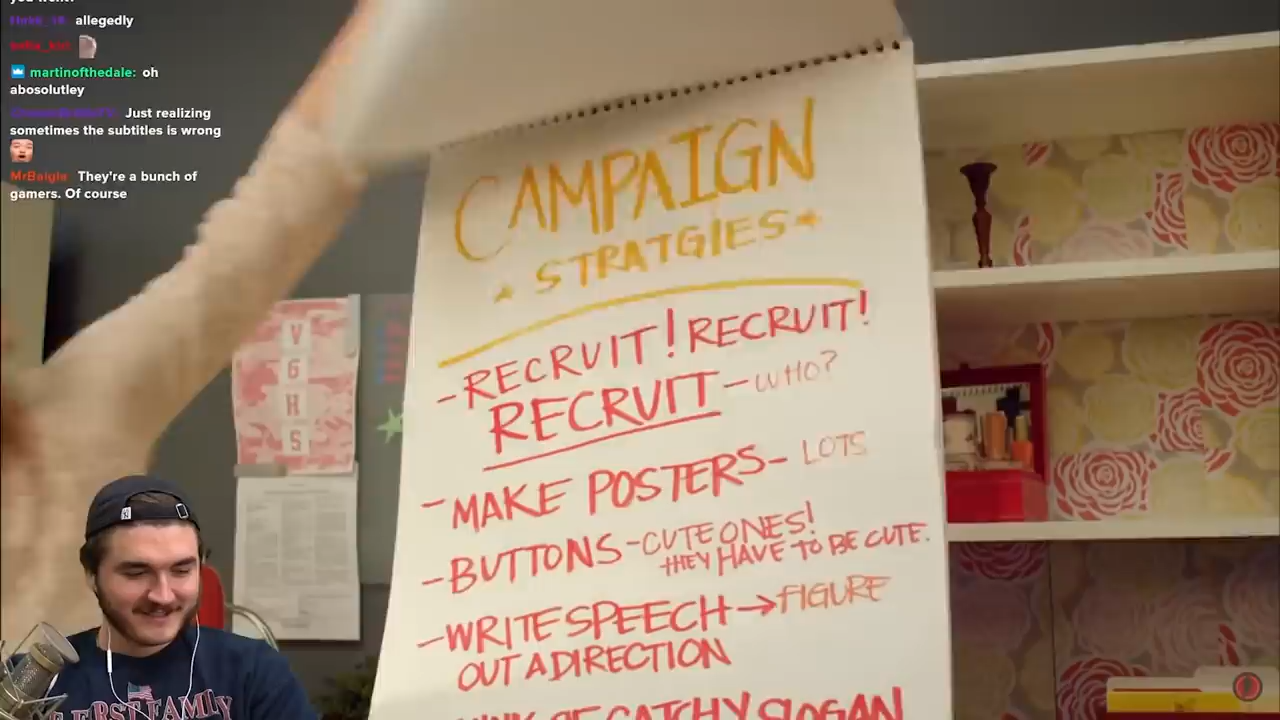 allegedly
martinofthedale: oh
abosolutley
Just realizing
sometimes the subtitles is wrong
MrBaigle They're a bunch of
gamers. Of course
CAMPAIGN
STRATGIES
-RECRUIT! RECRUIT!
RECRUIT-WHO?
-MAKE POSTERS- LOTS
-BUTTONS-CUTE ONES!
THEY HAVE TO BE CUTE.
-WRITE SPEECH→FIGURE
OUT A DIRECTION
CATCHY SLOGAN
V
G
H
S
FIRST FAMILY